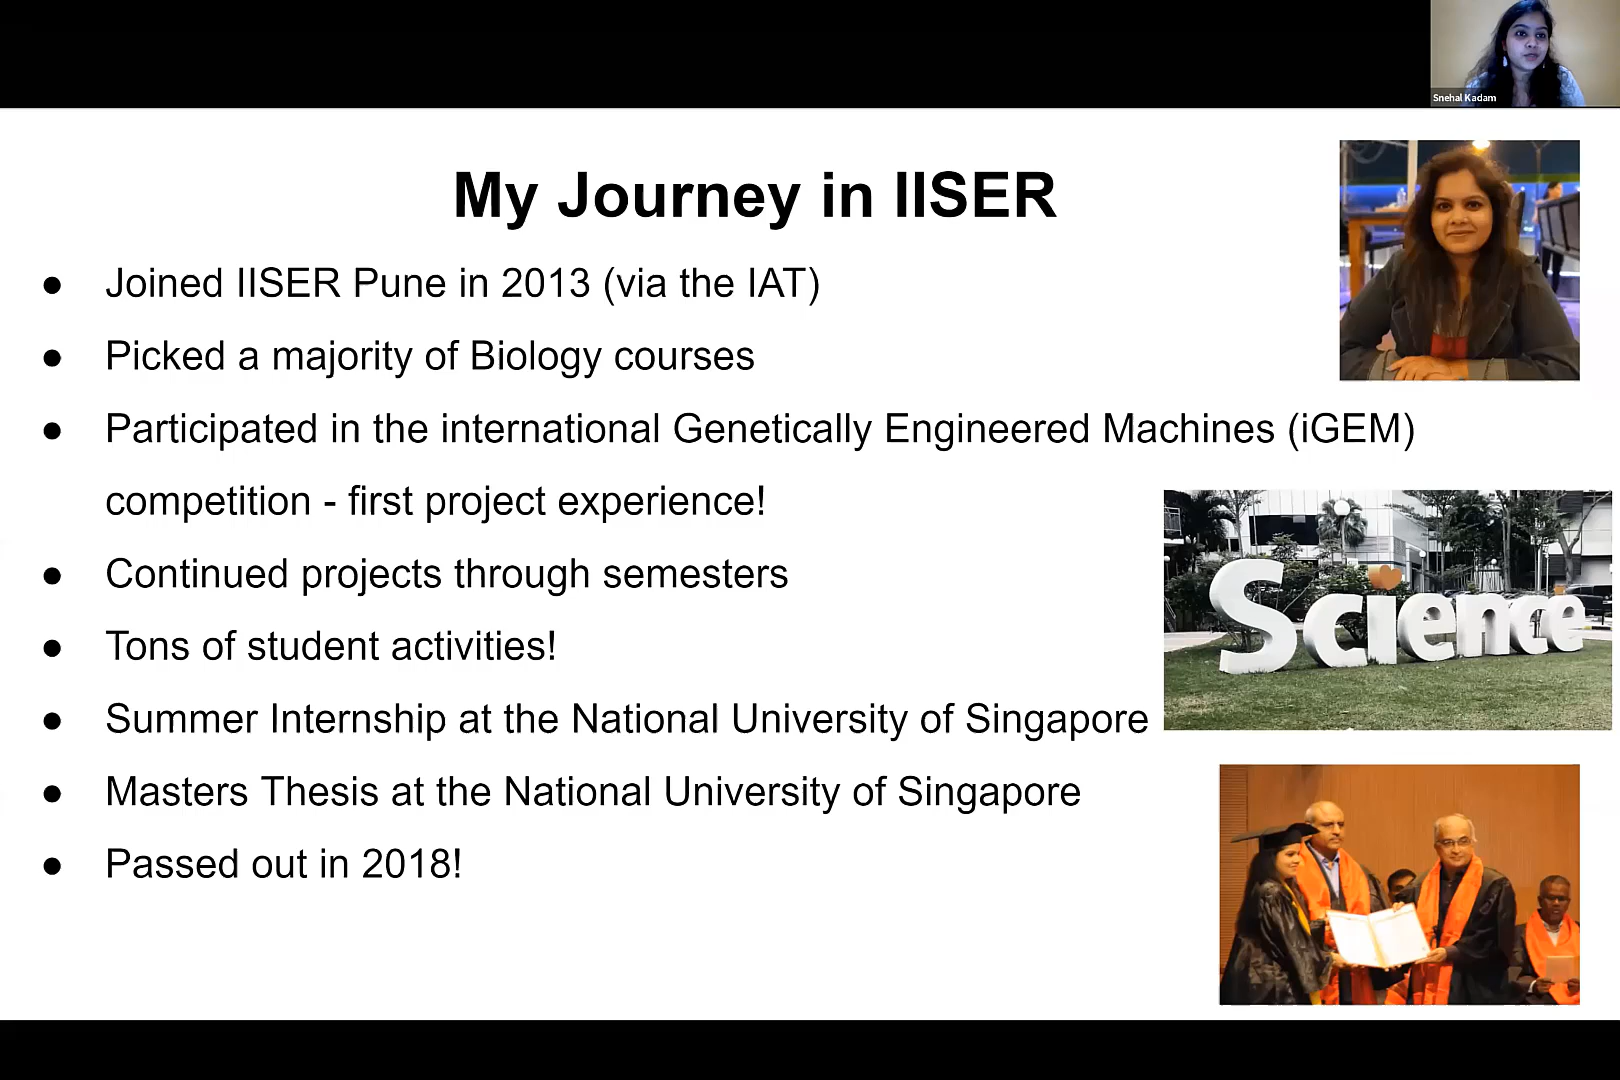 Snehal Kadam
My Journey in IISER
● Joined IISER Pune in 2013 (via the IAT)
● Picked a majority of Biology courses
● Participated in the international Genetically Engineered Machines (iGEM)
competition - first project experience!
● Continued projects through semesters
Science
● Tons of student activities!
● Summer Internship at the National University of Singapore
● Masters Thesis at the National University of Singapore
● Passed out in 2018!